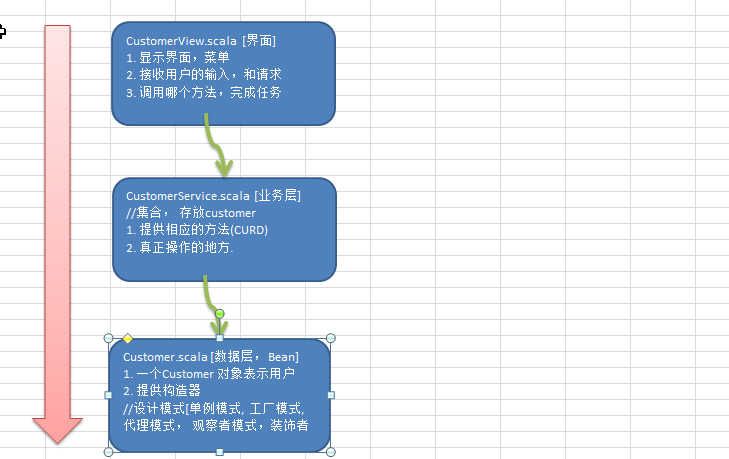 CustomerView.scala [界面]
1. 显示界面，菜单
2. 接收用户的输入，和请求
3. 调用哪个方法，完成任务
CustomerService.scala [业务层]
//集合， 存放customer
1. 提供相应的方法(CURD)
2. 真正操作的地方.
Customer.scala [数据层， Bean]
1. 一个Customer 对象表示用户
2. 提供构造器
//设计模式[单例模式, 工厂模式,
代理模式， 观察者模式，装饰者